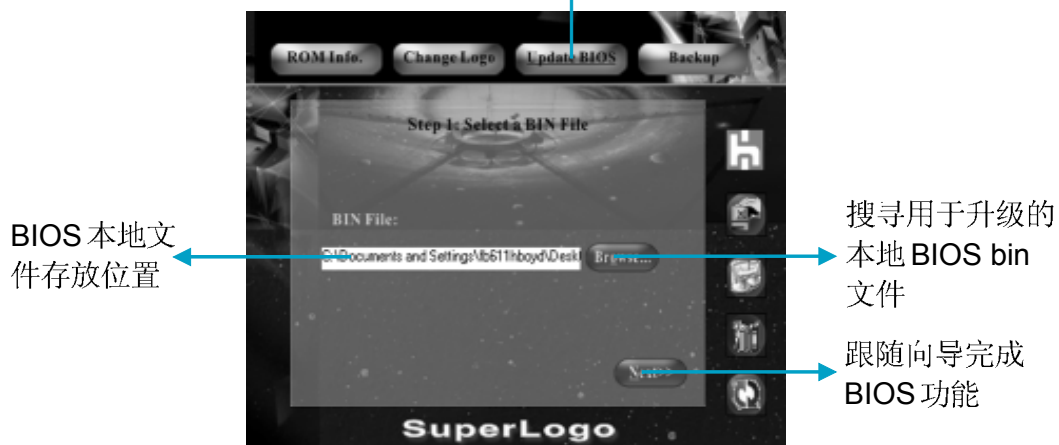 ROM Info. Change Logo Update BIOS Backup
Step 1: Select a BIN File
BIN File:
C:\Documents and Settings\fb611hboyd\Deskt Browse...
Next>>
SuperLogo
BIOS 本地文
件存放位置
搜寻用于升级的
本地 BIOS bin
文件
跟随向导完成
BIOS 功能